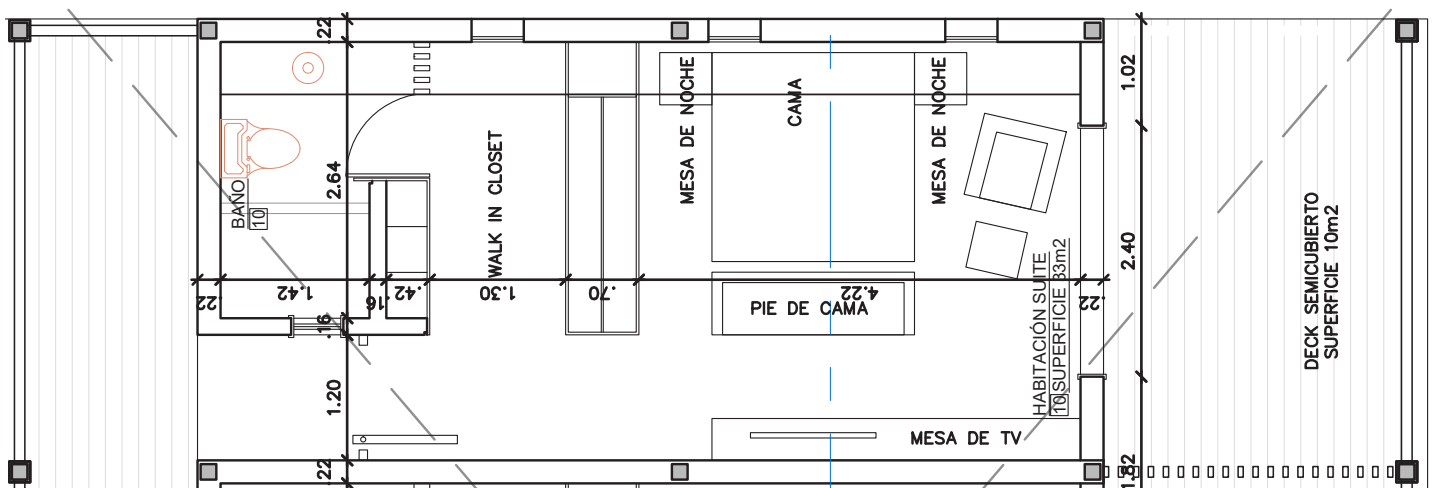 .22
1.02
MESA DE NOCHE
CAMA
MESA DE NOCHE
2.64
WALK IN CLOSET
BAÑO
10
DECK SEMICUBIERTO
SUPERFICIE 10m2
2.40
HABITACIÓN SUITE
10 SUPERFICIE 33m2
.22
1.42
.16
.42
1.30
.70
4.22
.22
PIE DE CAMA
.16
1.20
MESA DE TV
.22
1.82